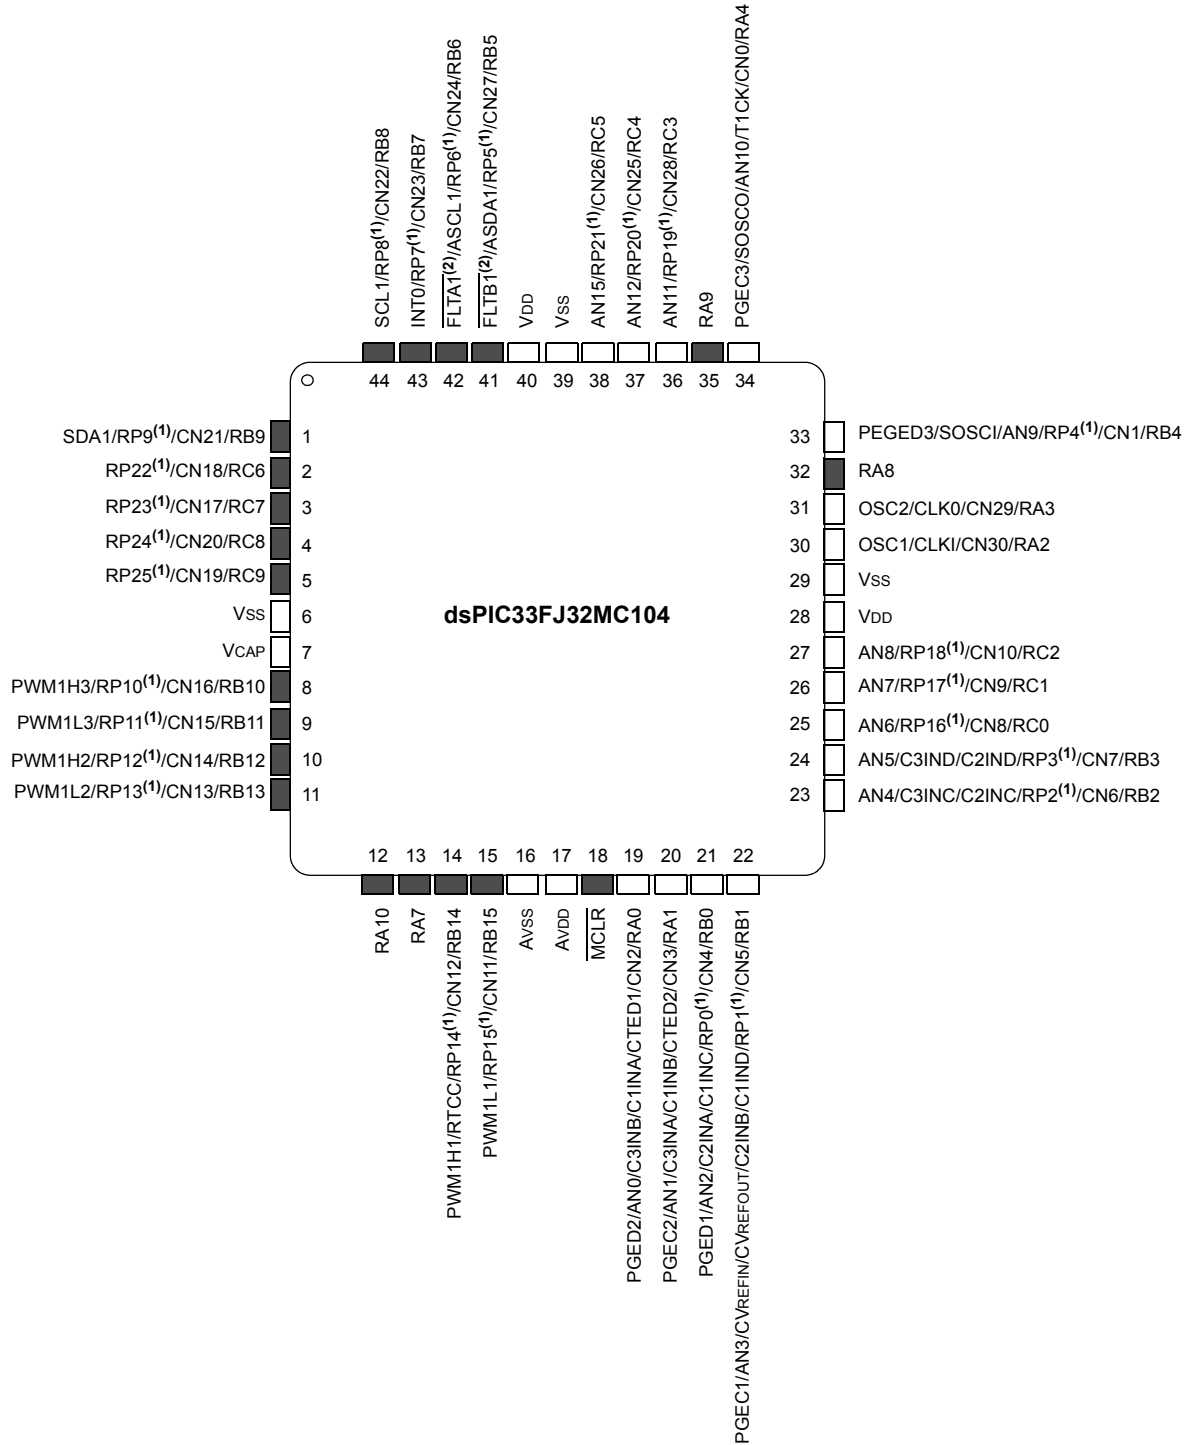 SCL1/RP8(1)/CN22/RB8
INT0/RP7(1)/CN23/RB7
FLTA1(2)/ASCL1/RP6(1)/CN24/RB6
FLTB1(2)/ASDA1/RP5(1)/CN27/RB5
VDD
VSS
AN15/RP21(1)/CN26/RC5
AN12/RP20(1)/CN25/RC4
AN11/RP19(1)/CN28/RC3
RA9
PGEC3/SOSCO/AN10/T1CK/CN0/RA4
44 43 42 41 40 39 38 37 36 35 34
SDA1/RP9(1)/CN21/RB9 1
RP22(1)/CN18/RC6 2
RP23(1)/CN17/RC7 3
RP24(1)/CN20/RC8 4
RP25(1)/CN19/RC9 5
VSS 6
VCAP 7
PWM1H3/RP10(1)/CN16/RB10 8
PWM1L3/RP11(1)/CN15/RB11 9
PWM1H2/RP12(1)/CN14/RB12 10
PWM1L2/RP13(1)/CN13/RB13 11
dsPIC33FJ32MC104
33 PEGED3/SOSCI/AN9/RP4(1)/CN1/RB4
32 RA8
31 OSC2/CLK0/CN29/RA3
30 OSC1/CLKI/CN30/RA2
29 VSS
28 VDD
27 AN8/RP18(1)/CN10/RC2
26 AN7/RP17(1)/CN9/RC1
25 AN6/RP16(1)/CN8/RC0
24 AN5/C3IND/C2IND/RP3(1)/CN7/RB3
23 AN4/C3INC/C2INC/RP2(1)/CN6/RB2
12 13 14 15 16 17 18 19 20 21 22
RA10
RA7
PWM1H1/RTCC/RP14(1)/CN12/RB14
PWM1L1/RP15(1)/CN11/RB15
AVSS
AVDD
MCLR
PGED2/AN0/C3INB/C1INA/CTED1/CN2/RA0
PGEC2/AN1/C3INA/C1INB/CTED2/CN3/RA1
PGED1/AN2/C2INA/C1INC/RP0(1)/CN4/RB0
PGEC1/AN3/CVREFIN/CVREFOUT/C2INB/C1IND/RP1(1)/CN5/RB1